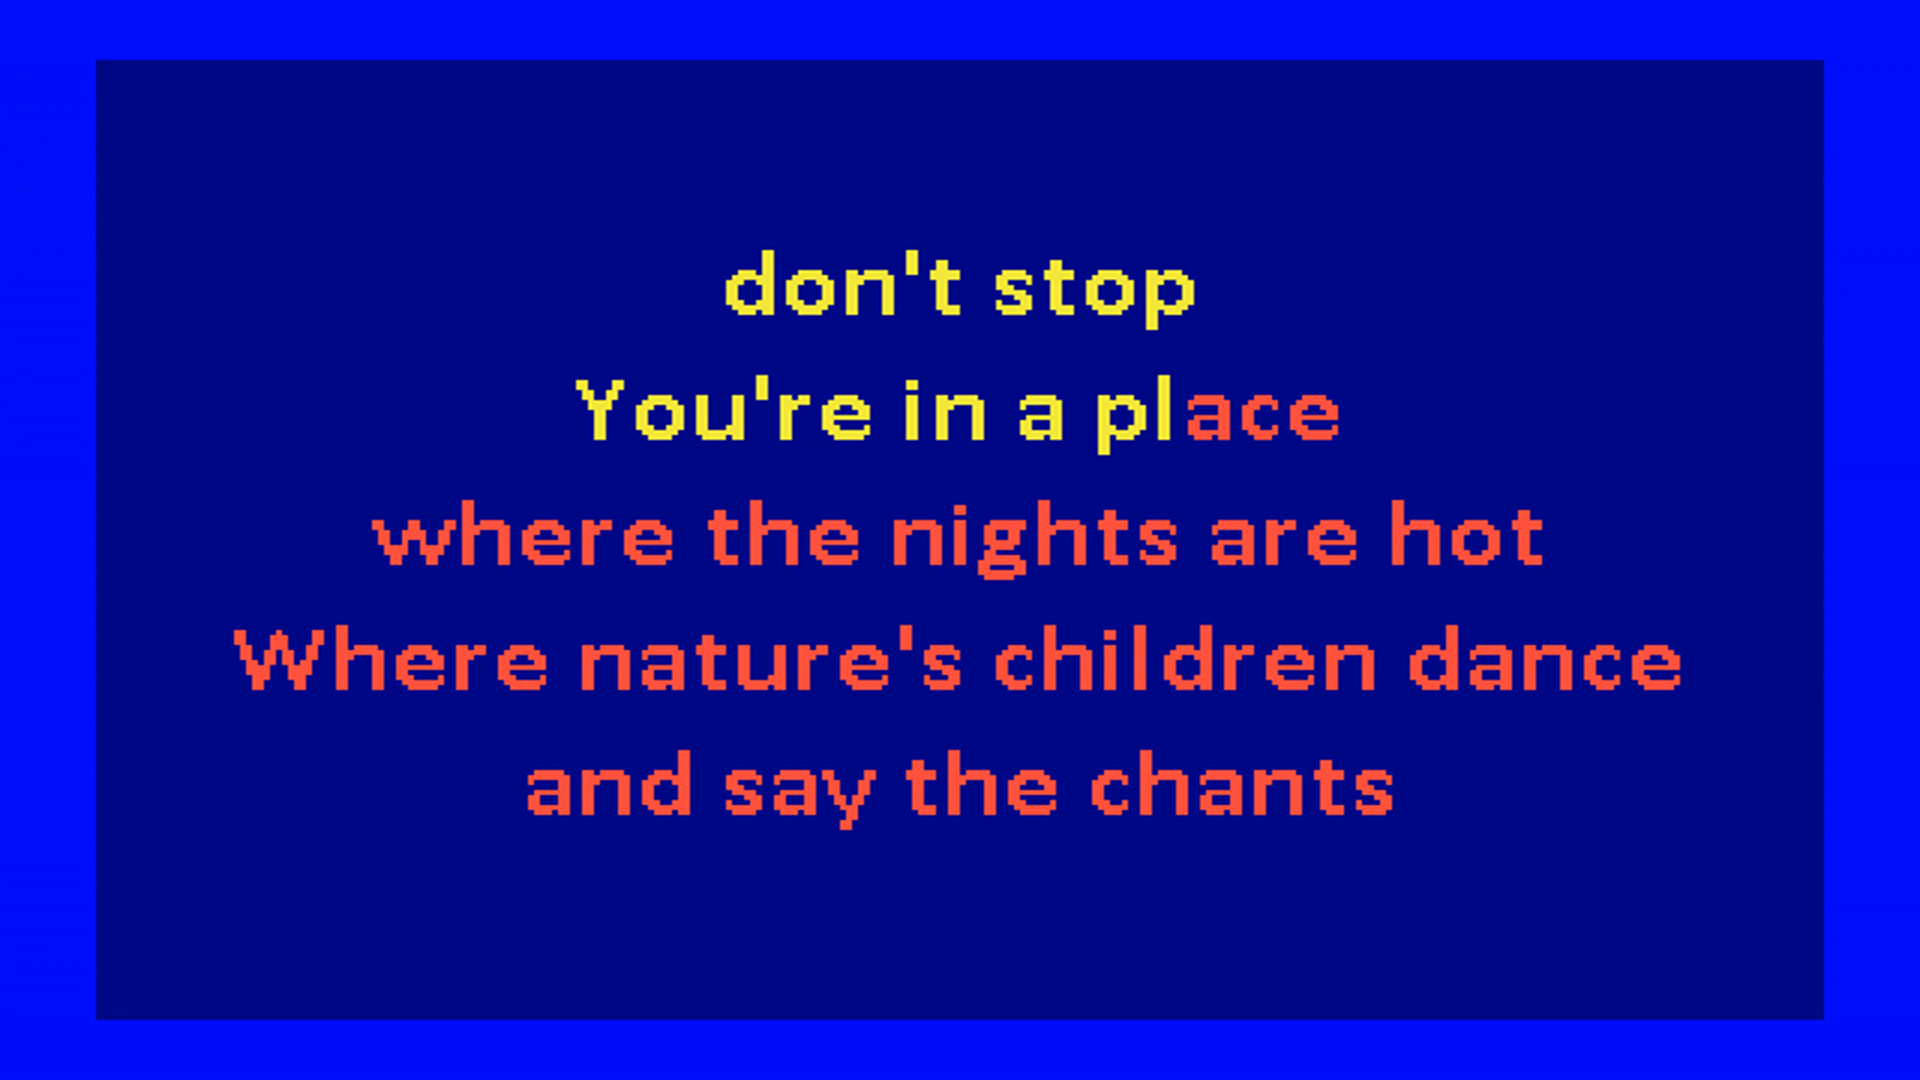 don't stop
You're in a place
where the nights are hot
Where nature's children dance
and say the chants